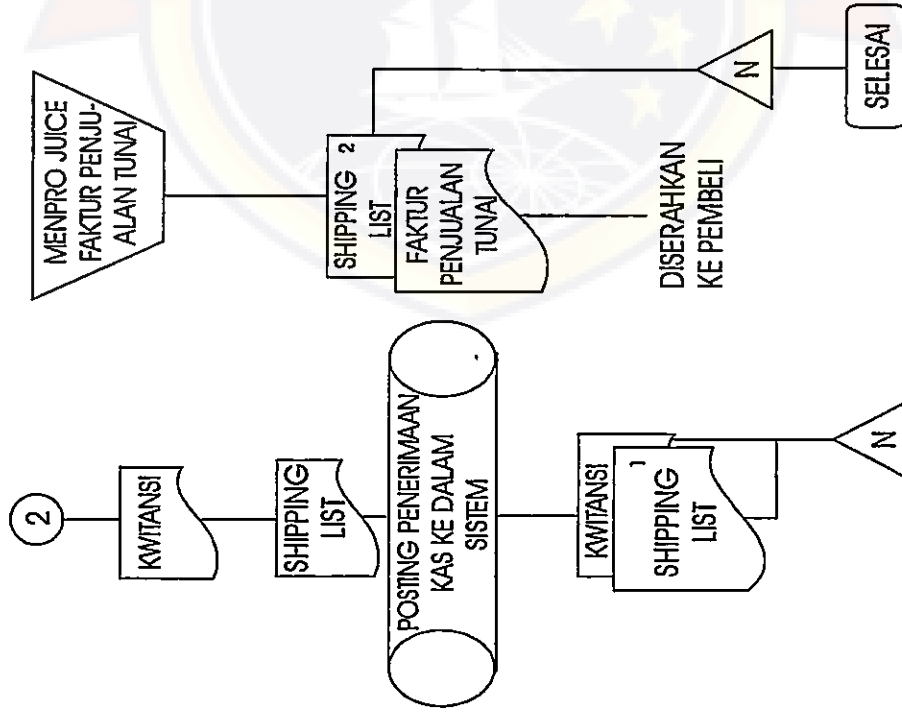 2
KWITANSI
SHIPPING
LIST
POSTING PENERIMAAN
KAS KE DALAM
SISTEM
KWITANSI
1
SHIPPING
LIST
N
MENPRO JUICE
FAKTUR PENJU-
ALAN TUNAI
SHIPPING 2
LIST
FAKTUR
PENJUALAN
TUNAI
DISERAHKAN
KE PEMBELI
N
SELESAI